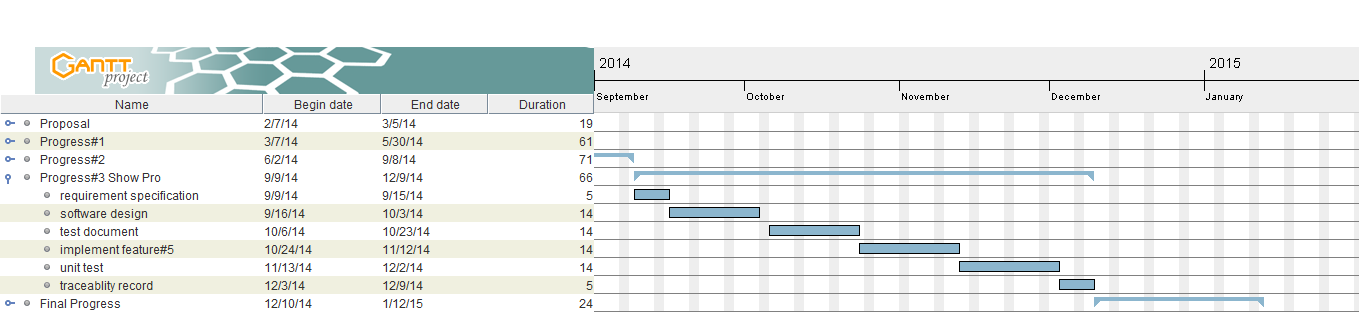 GANTT project
2014 2015
September October November December January
Name Begin date End date Duration
Proposal 2/7/14 3/5/14 19
Progress#1 3/7/14 5/30/14 61
Progress#2 6/2/14 9/8/14 71
Progress#3 Show Pro 9/9/14 12/9/14 66
requirement specification 9/9/14 9/15/14 5
software design 9/16/14 10/3/14 14
test document 10/6/14 10/23/14 14
implement feature#5 10/24/14 11/12/14 14
unit test 11/13/14 12/2/14 14
traceablity record 12/3/14 12/9/14 5
Final Progress 12/10/14 1/12/15 24